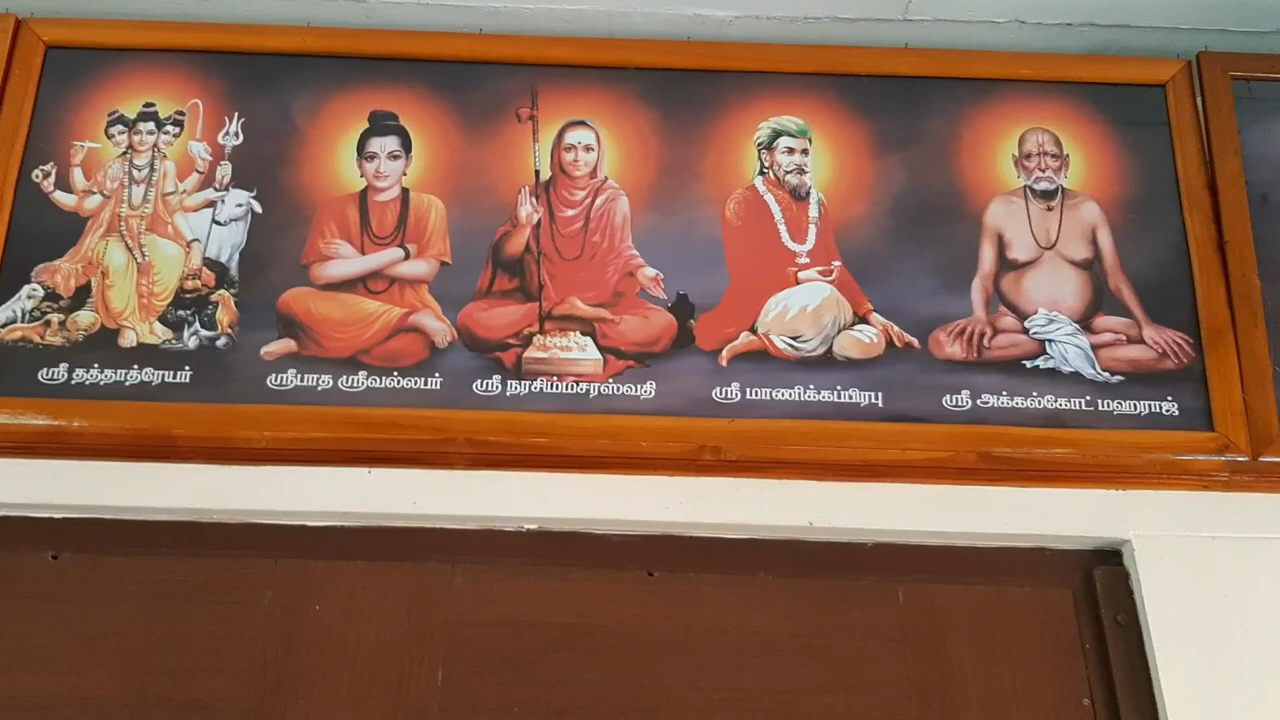 ஸ்ரீ தத்தாத்ரேயர்
ஸ்ரீபாத ஸ்ரீவல்லபர்
ஸ்ரீ நரசிம்மசரஸ்வதி
ஸ்ரீ மாணிக்கப்பிரபு
ஸ்ரீ அக்கல்கோட் மஹராஜ்